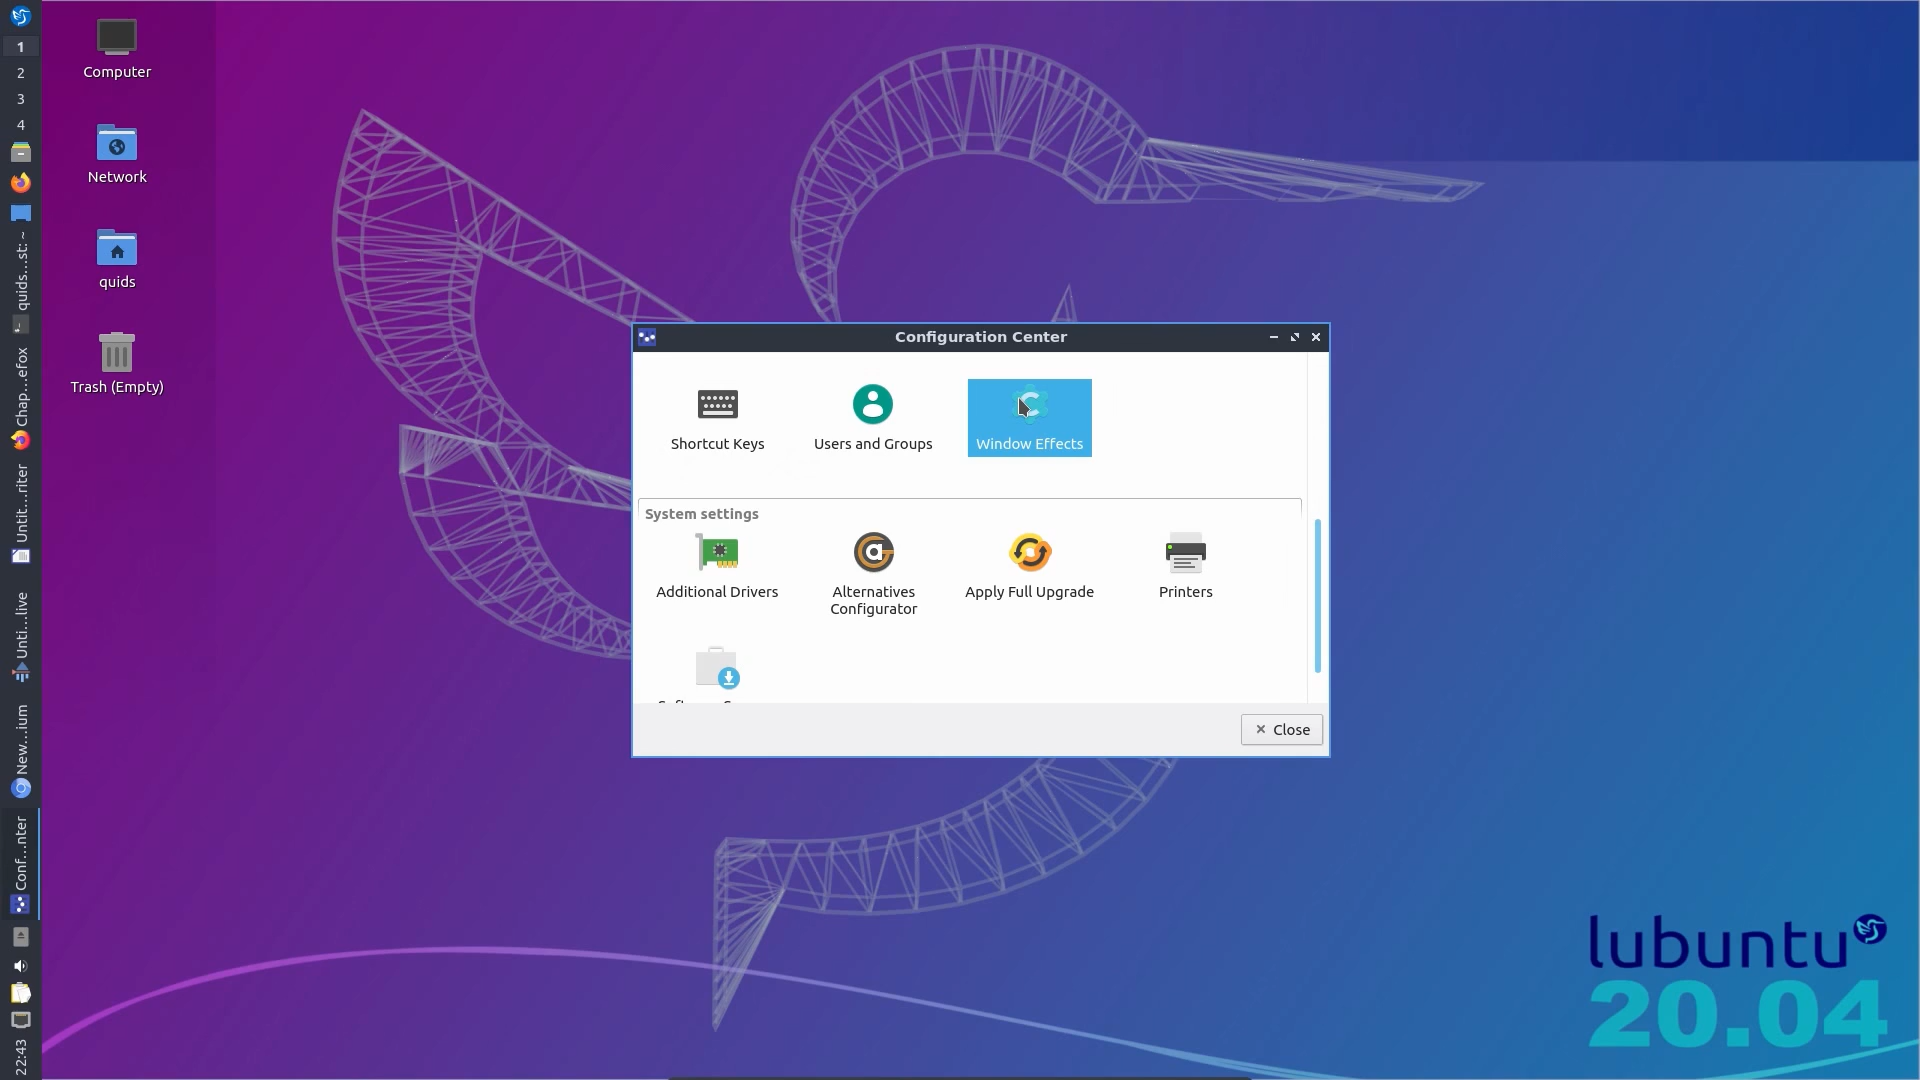 1
2
3
4
quids...st: ~
Chap...efox
Untit...riter
Unti...live
New...ium
Conf...nter
22:43
Computer
Network
quids
Trash (Empty)
Configuration Center
Shortcut Keys
Users and Groups
Window Effects
System settings
Additional Drivers
Alternatives
Configurator
Apply Full Upgrade
Printers
Close
lubuntu
20.04